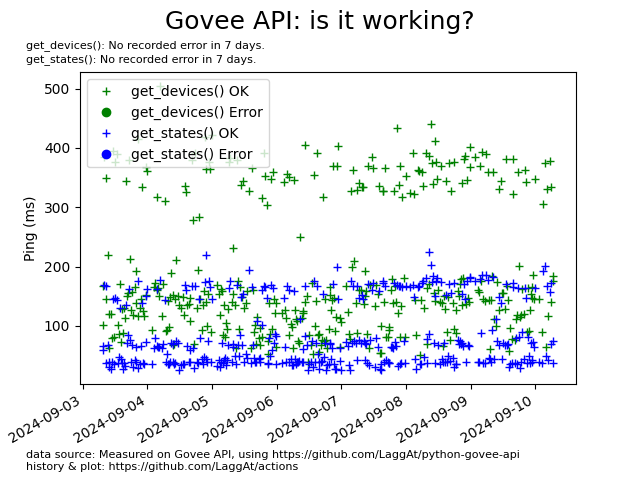 Govee API: is it working?
get_devices(): No recorded error in 7 days.
get_states(): No recorded error in 7 days.
get_devices() OK
get_devices() Error
get_states() OK
get_states() Error
Ping (ms)
500
400
300
200
100
2024-09-03
2024-09-04
2024-09-05
2024-09-06
2024-09-07
2024-09-08
2024-09-09
2024-09-10
data source: Measured on Govee API, using https://github.com/LaggAt/python-govee-api
history & plot: https://github.com/LaggAt/actions